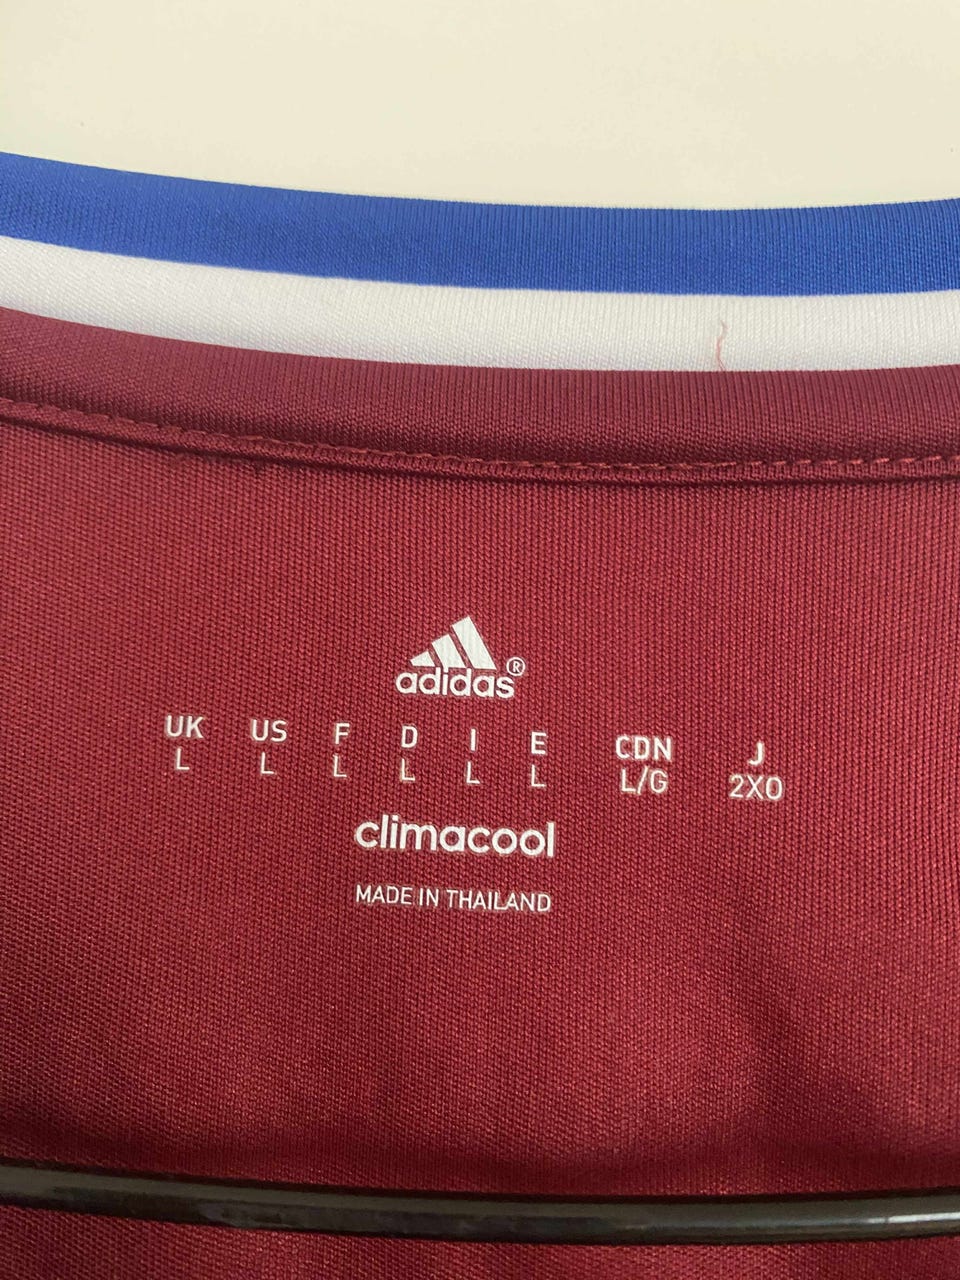 adidas®
UK US F D I E CDN J
L L L L L L L/G 2XO
climacool
MADE IN THAILAND